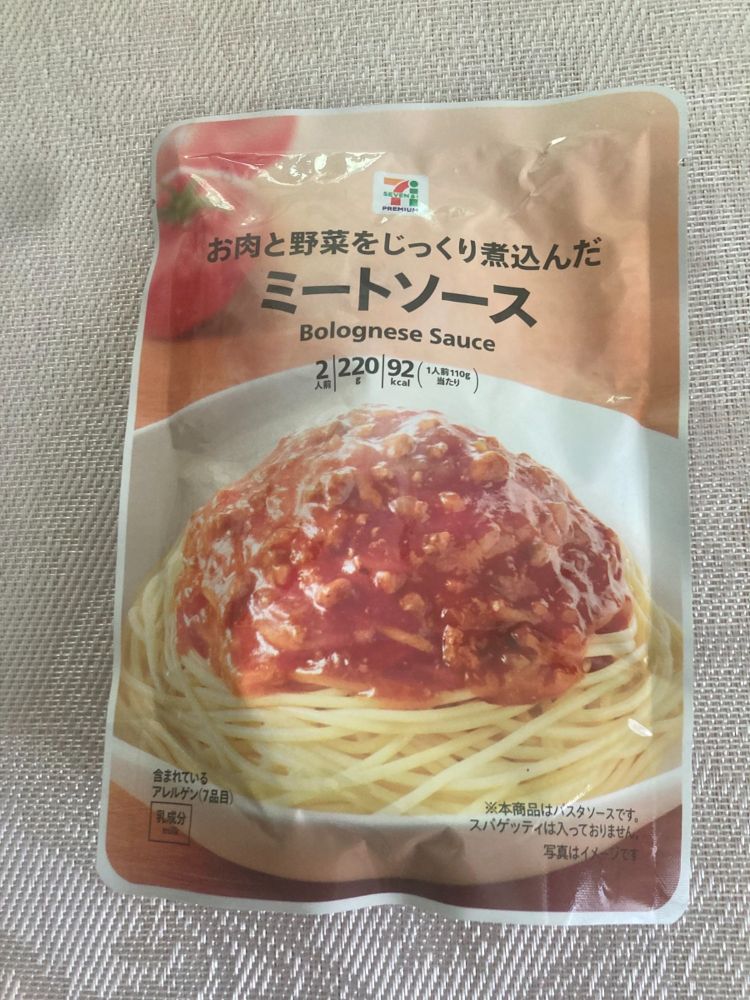 7i
SEVEN&i
PREMIUM
お肉と野菜をじっくり煮込んだ
ミートソース
Bolognese Sauce
2人前 220g 92kcal (1人前110g当たり)
含まれている
アレルゲン(7品目)
乳成分
milk
※本商品はパスタソースです。
スパゲッティは入っておりません。
写真はイメージです